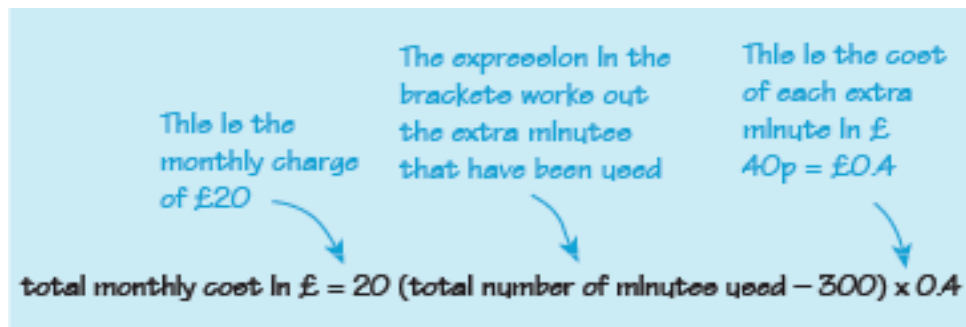 This is the
monthly charge
of £20
The expression in the
brackets works out
the extra minutes
that have been used
This is the cost
of each extra
minute in £
40p = £0.4
total monthly cost in £ = 20 (total number of minutes used – 300) x 0.4